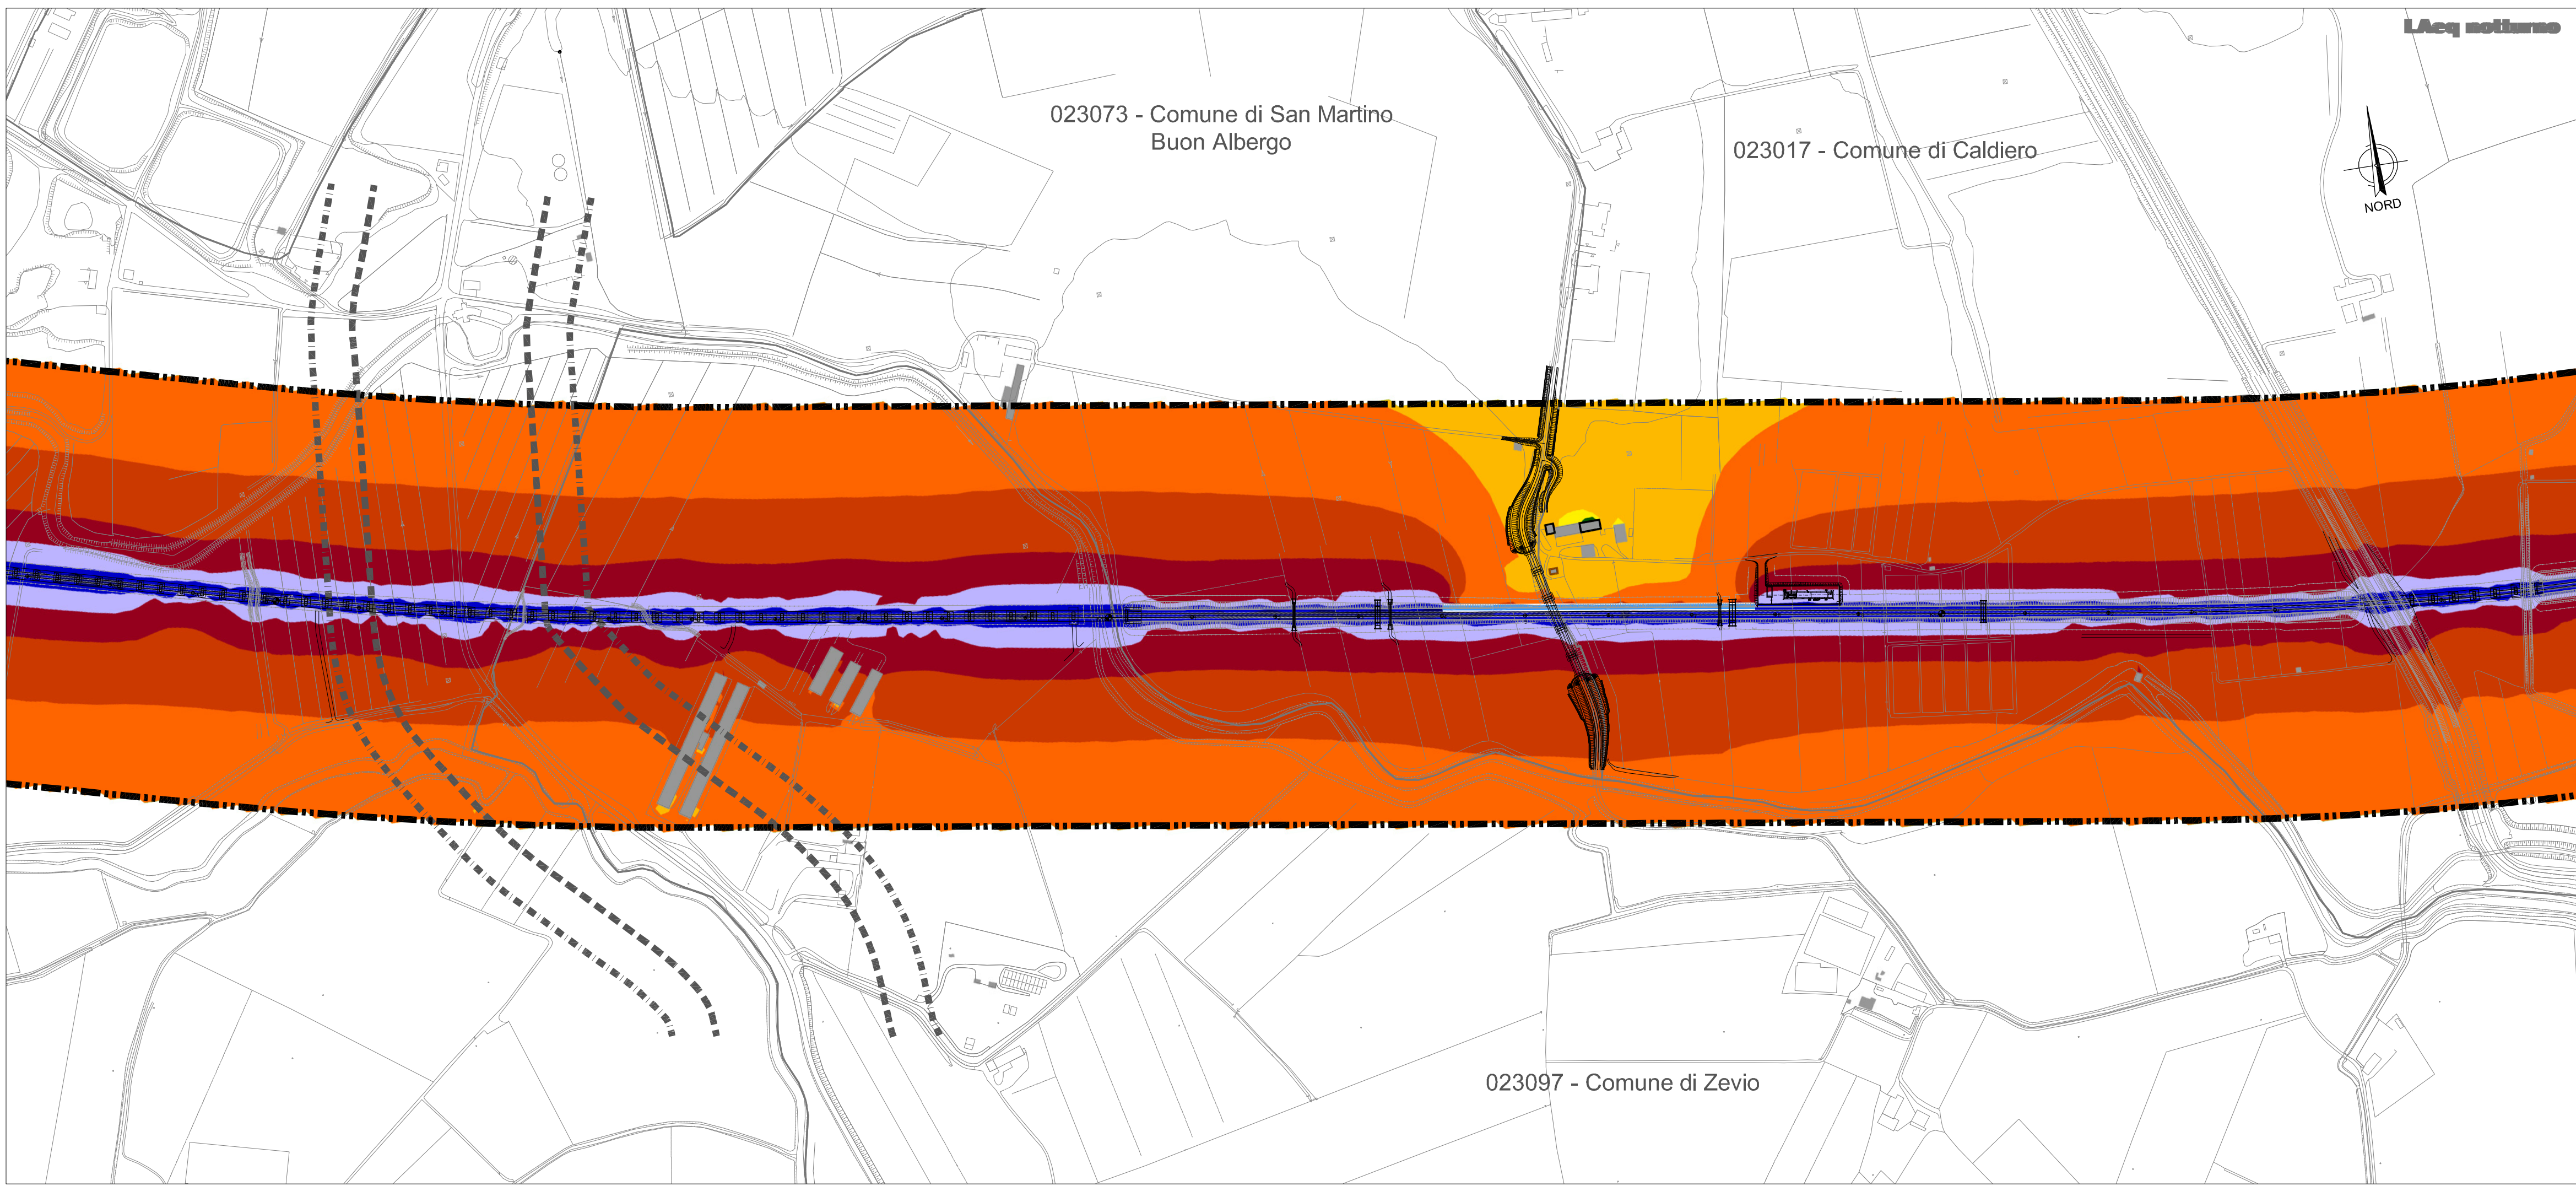 LAeq notturno
023073 - Comune di San Martino
Buon Albergo
023017 - Comune di Caldiero
NORD
023097 - Comune di Zevio